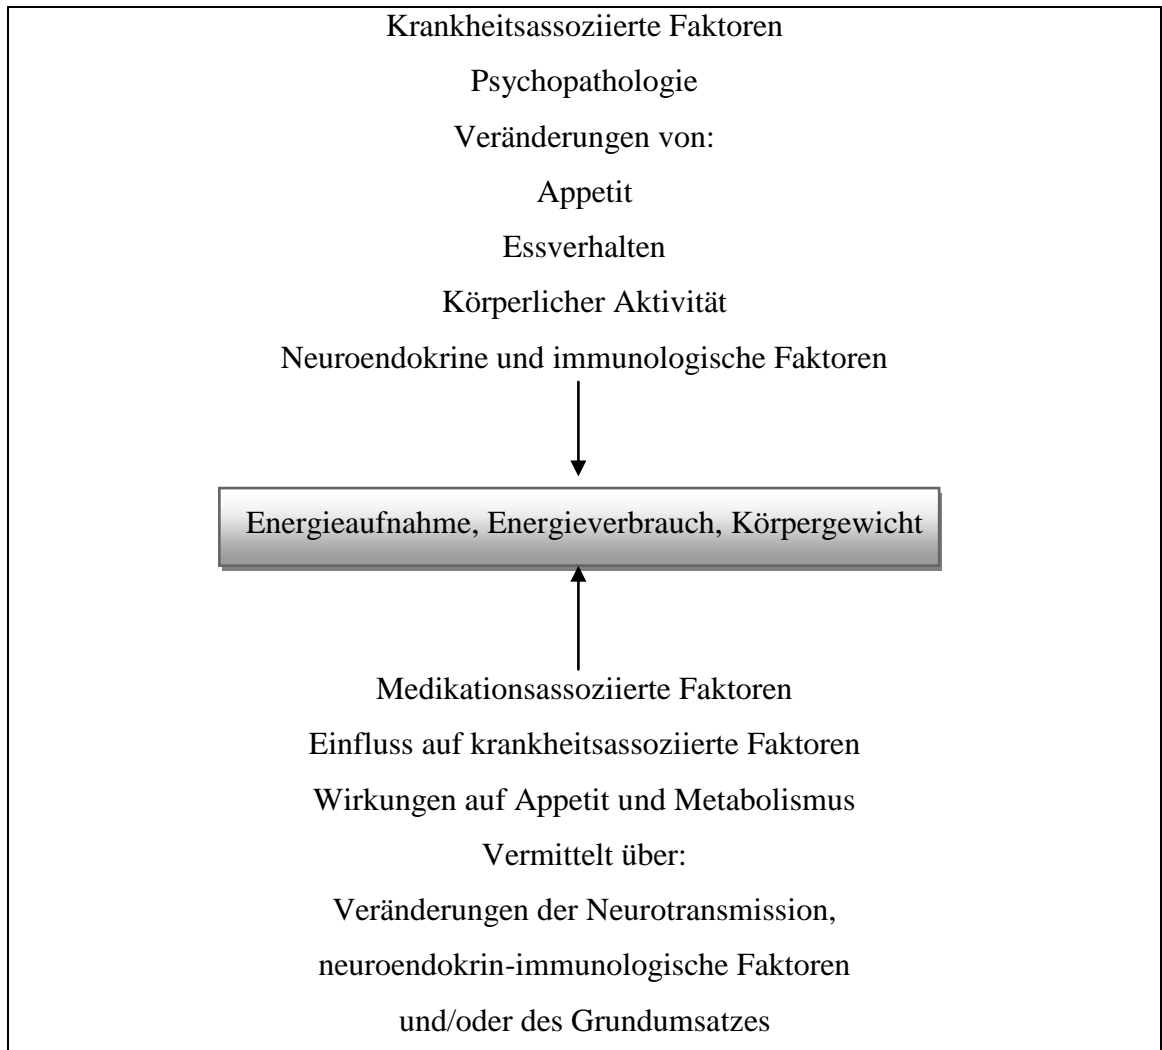 Krankheitsassoziierte Faktoren
Psychopathologie
Veränderungen von:
Appetit
Essverhalten
Körperlicher Aktivität
Neuroendokrine und immunologische Faktoren
Energieaufnahme, Energieverbrauch, Körpergewicht
Medikationsassoziierte Faktoren
Einfluss auf krankheitsassoziierte Faktoren
Wirkungen auf Appetit und Metabolismus
Vermittelt über:
Veränderungen der Neurotransmission,
neuroendokrin-immunologische Faktoren
und/oder des Grundumsatzes